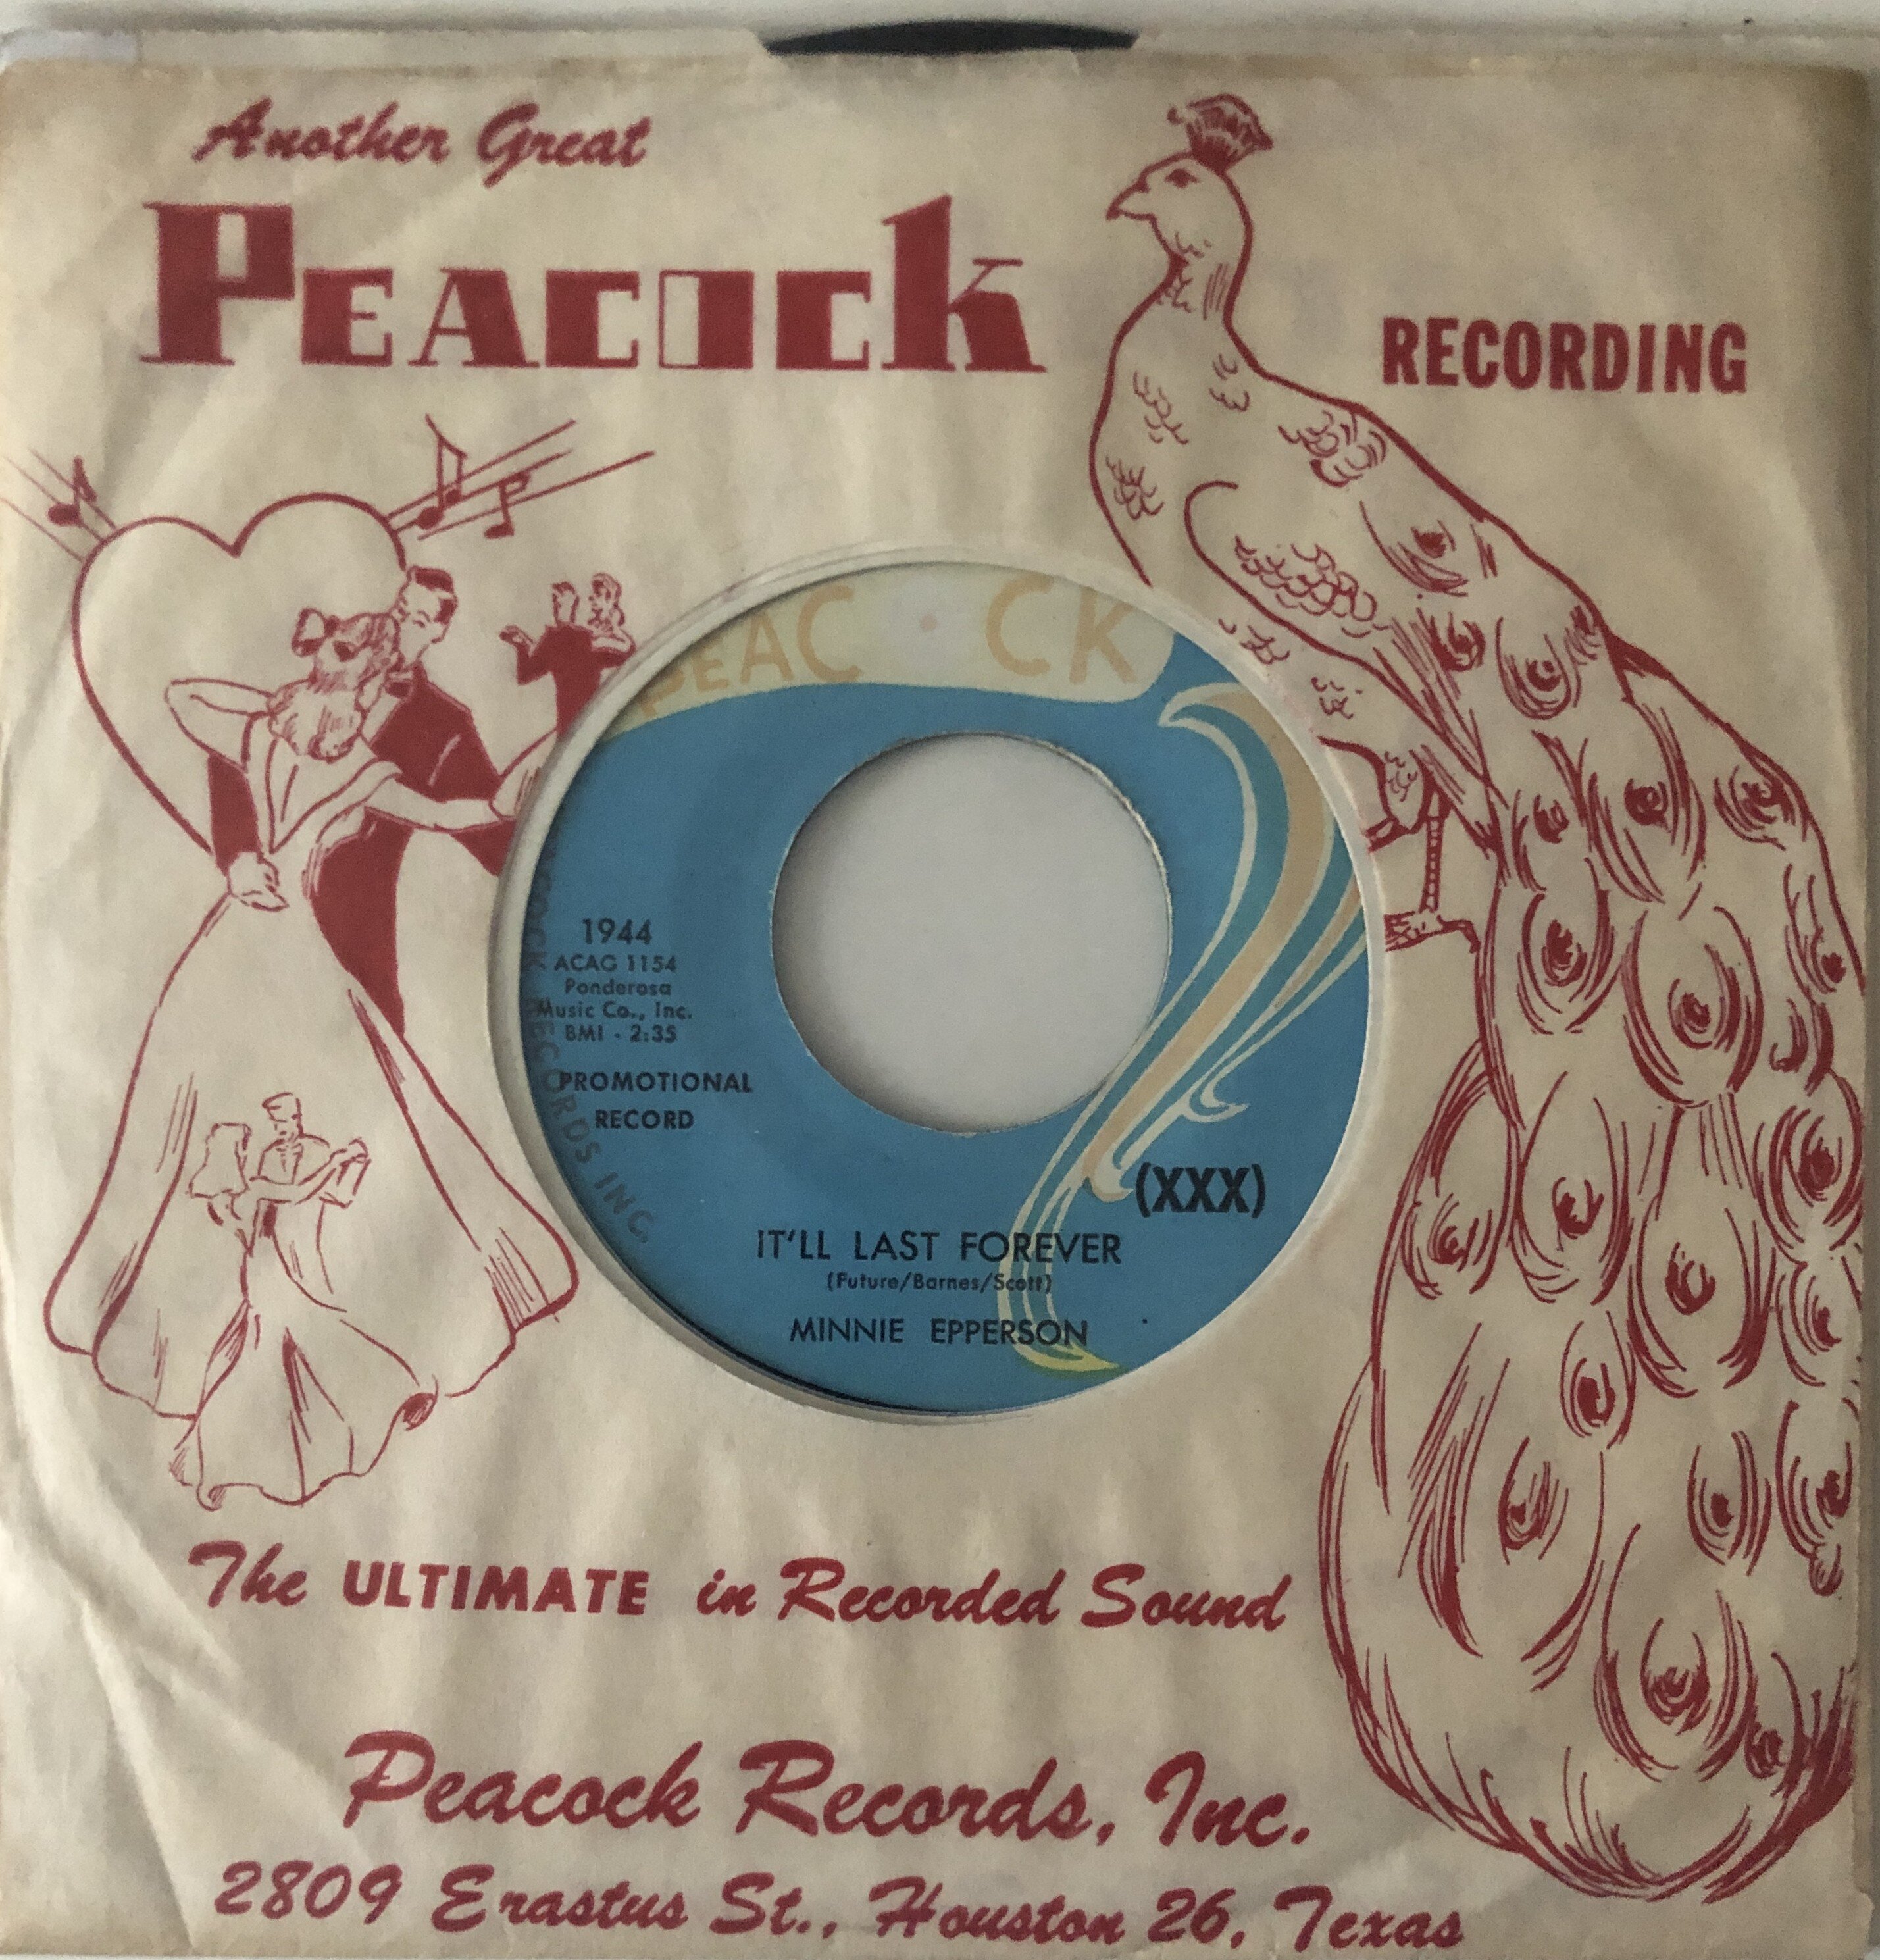 Another Great
PEACOCK
RECORDING
PEAC CK
1944
ACAG 1154
Ponderosa
Music Co., Inc.
BMI - 2:35
PROMOTIONAL
RECORD
RECORDS INC.
(XXX)
IT'LL LAST FOREVER
(Future/Barnes/Scott)
MINNIE EPPERSON
The ULTIMATE in Recorded Sound
Peacock Records, Inc.
2809 Erastus St., Houston 26, Texas